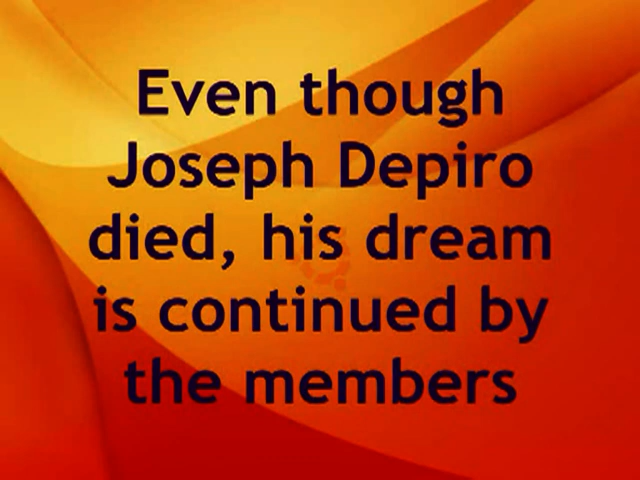 Even though
Joseph Depiro
died, his dream
is continued by
the members